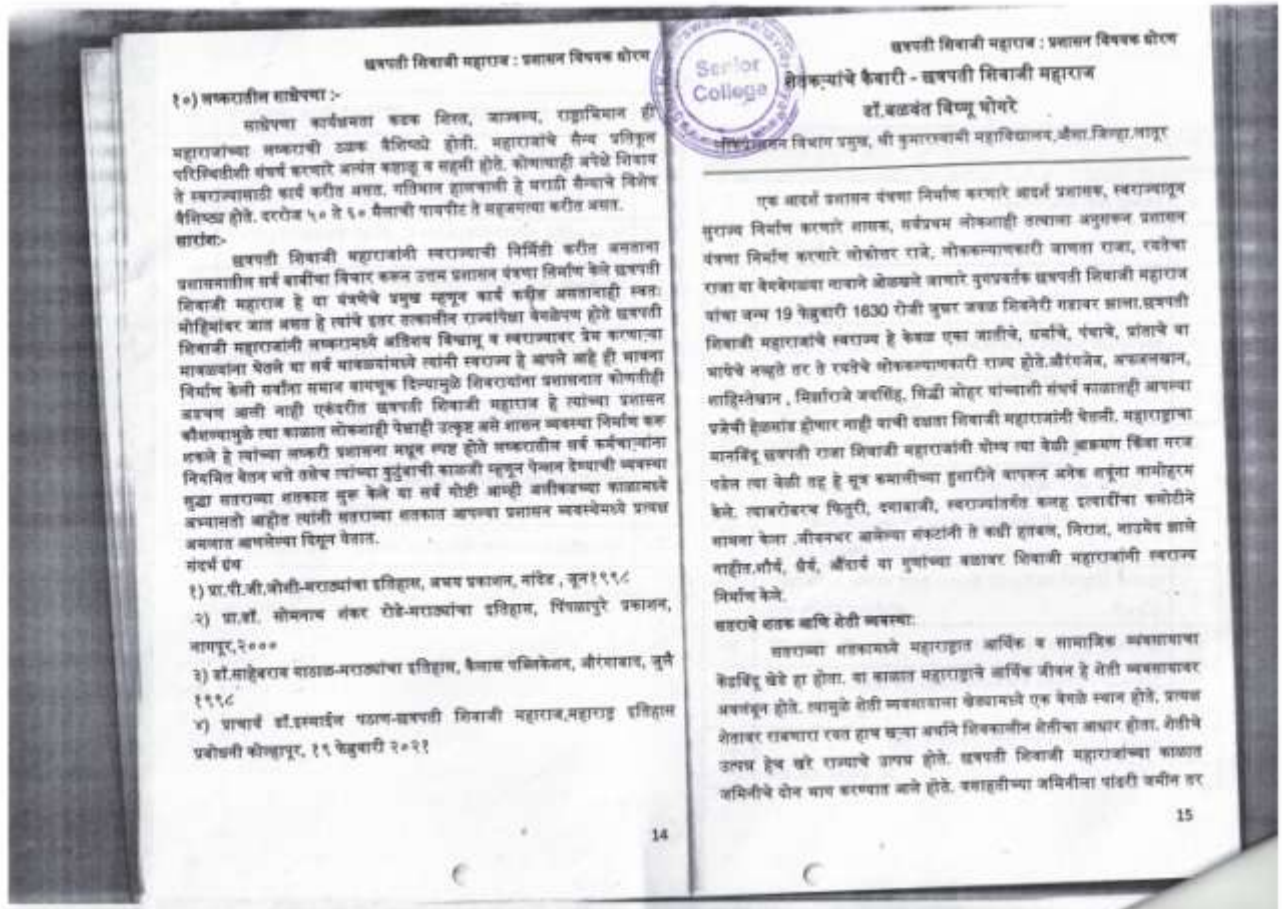 छत्रपती शिवाजी महाराज : प्रशासन विषयक धोरण
१०) लष्करातील साधेपणा :-
साधेपणा कार्यक्षमता कडक शिस्त, जाज्वल्य, राष्ट्राभिमान ही
महाराजांच्या लष्कराची ठळक वैशिष्ठ्ये होती. महाराजांचे सैन्य प्रतिकूल
परिस्थितीशी संघर्ष करणारे अत्यंत कष्टाळू व साहसी होते. कोणत्याही अपेक्षे शिवाय
ते स्वराज्यासाठी कार्य करीत असत. गतिमान हालचाली हे मराठी सैन्याचे विशेष
वैशिष्ठ्य होते. दररोज ५० ते ६० मैलाची पायपीट ते सहजगत्या करीत असत.
सारांश:-
छत्रपती शिवाजी महाराजांनी स्वराज्याची निर्मिती करीत असताना
प्रशासनातील सर्व बाबींचा विचार करून उत्तम प्रशासन यंत्रणा निर्माण केले छत्रपती
शिवाजी महाराज हे या यंत्रणेचे प्रमुख म्हणून कार्य करीत असतानाही स्वतः
मोहिमांवर जात असत हे त्यांचे इतर तत्कालीन राज्यांपेक्षा वेगळेपण होते छत्रपती
शिवाजी महाराजांनी लष्करामध्ये अतिशय विश्वासू व स्वराज्यावर प्रेम करणाऱ्या
मावळ्यांना घेतले या सर्व मावळ्यांमध्ये त्यांनी स्वराज्य हे आपले आहे ही भावना
निर्माण केली सर्वांना समान वागणूक दिल्यामुळे शिवरायांना प्रशासनात कोणतीही
अडचण आली नाही एकंदरीत छत्रपती शिवाजी महाराज हे त्यांच्या प्रशासन
कौशल्यामुळे त्या काळात लोकशाही पेक्षाही उत्कृष्ट असे शासन व्यवस्था निर्माण करू
शकले हे त्यांच्या लष्करी प्रशासना मधून स्पष्ट होते लष्करातील सर्व कर्मचाऱ्यांना
नियमित वेतन भत्ते तसेच त्यांच्या कुटुंबाची काळजी म्हणून पेन्शन देण्याची व्यवस्था
सुद्धा सतराव्या शतकात सुरू केले या सर्व गोष्टी आम्ही अलीकडच्या काळामध्ये
अभ्यासतो आहोत त्यांनी सतराव्या शतकात आपल्या प्रशासन व्यवस्थेमध्ये प्रत्यक्ष
अमलात आणलेल्या दिसून येतात.
संदर्भ ग्रंथ
१) प्रा.पी.जी.जोशी-मराठ्यांचा इतिहास, अभय प्रकाशन, नांदेड , जून१९९८
२) प्रा.डॉ. सोमनाथ शंकर रोडे-मराठ्यांचा इतिहास, पिंपळापुरे प्रकाशन,
नागपूर,२०००
३) डॉ.साहेबराव गाठाळ-मराठ्यांचा इतिहास, कैलास पब्लिकेशन, औरंगाबाद, जुलै
१९९८
४) प्राचार्य डॉ.इस्माईल पठाण-छत्रपती शिवाजी महाराज,महाराष्ट्र इतिहास
प्रबोधनी कोल्हापूर, १९ फेब्रुवारी २०२१
14
Senior
College
छत्रपती शिवाजी महाराज : प्रशासन विषयक धोरण
शेतकऱ्यांचे कैवारी - छत्रपती शिवाजी महाराज
डॉ.बळवंत विष्णू भोगरे
विभाग प्रमुख, श्री कुमारस्वामी महाविद्यालय,औसा.जिल्हा.लातूर
एक आदर्श प्रशासन यंत्रणा निर्माण करणारे आदर्श प्रशासक, स्वराज्यातून
सुराज्य निर्माण करणारे शासक, सर्वप्रथम लोकशाही तत्वाला अनुसरून प्रशासन
यंत्रणा निर्माण करणारे लोकोत्तर राजे, लोककल्याणकारी जाणता राजा, रयतेचा
राजा या वेगवेगळ्या नावाने ओळखले जाणारे युगप्रवर्तक छत्रपती शिवाजी महाराज
यांचा जन्म 19 फेब्रुवारी 1630 रोजी जुन्नर जवळ शिवनेरी गडावर झाला.छत्रपती
शिवाजी महाराजांचे स्वराज्य हे केवळ एका जातीचे, धर्माचे, पंथाचे, प्रांताचे वा
भाषेचे नव्हते तर ते रयतेचे लोककल्याणकारी राज्य होते.औरंगजेब, अफजलखान,
शाहिस्तेखान , मिर्झाराजे जयसिंह, सिद्धी जोहर यांच्याशी संघर्ष काळातही आपल्या
प्रजेची हेळसांड होणार नाही याची दक्षता शिवाजी महाराजांनी घेतली. महाराष्ट्राचा
मानबिंदू छत्रपती राजा शिवाजी महाराजांनी योग्य त्या वेळी आक्रमण किंवा गरज
पडेल त्या वेळी तह हे सूत्र कमालीच्या हुशारीने वापरून अनेक शत्रूंना नामोहरम
केले. त्याबरोबरच फितुरी, दगाबाजी, स्वराज्यांतर्गत कलह इत्यादींचा कसोटीने
सामना केला .जीवनभर आलेल्या संकटांनी ते कधी हतबल, निराश, नाउमेद झाले
नाहीत.शौर्य, धैर्य, औदार्य या गुणांच्या बळावर शिवाजी महाराजांनी स्वराज्य
निर्माण केले.
सतरावे शतक आणि शेती व्यवस्था:
सतराव्या शतकामध्ये महाराष्ट्रात आर्थिक व सामाजिक व्यवसायाचा
केंद्रबिंदू खेडे हा होता. या काळात महाराष्ट्राचे आर्थिक जीवन हे शेती व्यवसायावर
अवलंबून होते. त्यामुळे शेती व्यवसायाला खेड्यामध्ये एक वेगळे स्थान होते, प्रत्यक्ष
शेतावर राबणारा रयत हाच खऱ्या अर्थाने शिवकालीन शेतीचा आधार होता. शेतीचे
उत्पन्न हेच खरे राज्याचे उत्पन्न होते. छत्रपती शिवाजी महाराजांच्या काळात
जमिनीचे दोन भाग करण्यात आले होते. वसाहतीच्या जमिनीला पांढरी जमीन तर
15